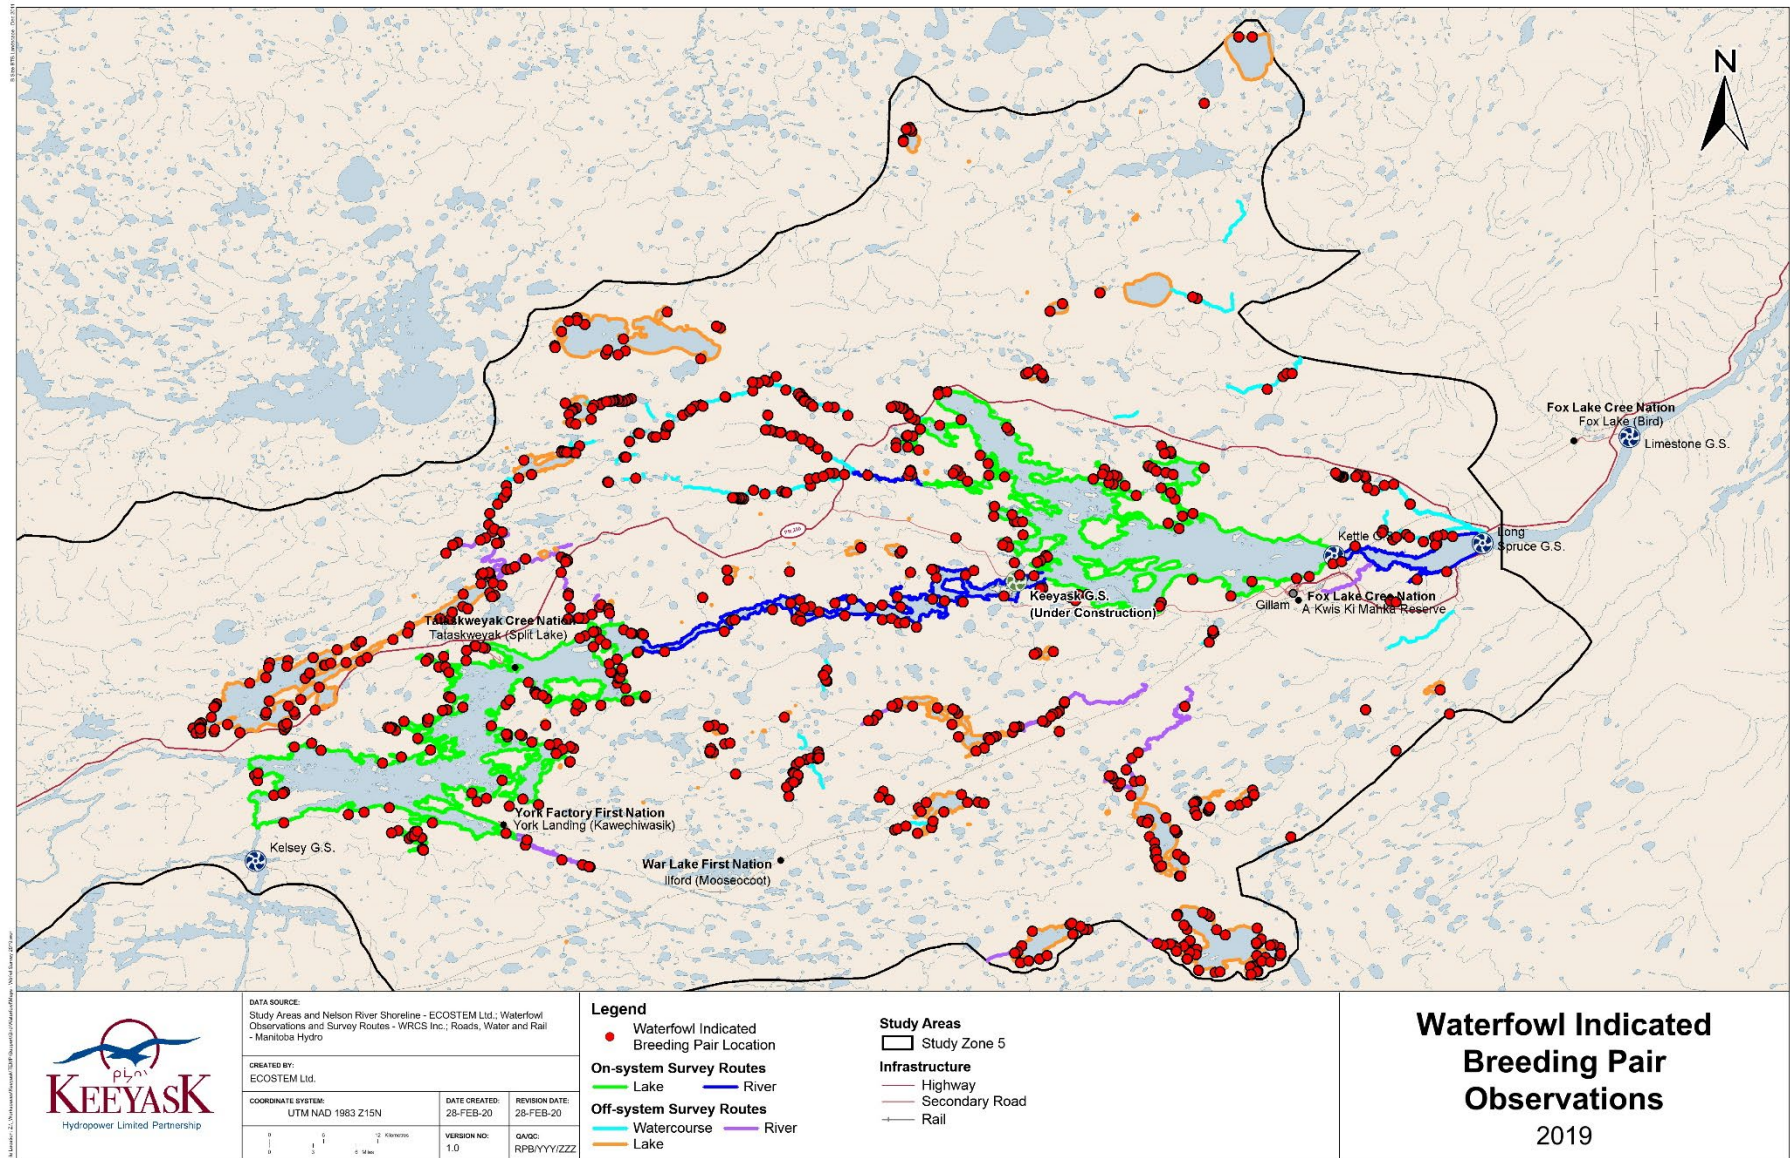 N
Fox Lake Cree Nation
Fox Lake (Bird)
Limestone G.S.
Long
Spruce G.S.
Kettle G
Fox Lake Cree Nation
Gillam
A Kwis Ki Mahka Reserve
Keeyask G.S.
(Under Construction)
Tataskweyak Cree Nation
Tataskweyak (Split Lake)
York Factory First Nation
York Landing (Kawechiwasik)
War Lake First Nation
Ilford (Mooseocoot)
Kelsey G.S.
KEEYASK
Hydropower Limited Partnership
DATA SOURCE:
Study Areas and Nelson River Shoreline - ECOSTEM Ltd.; Waterfowl
Observations and Survey Routes - WRCS Inc.; Roads, Water and Rail
- Manitoba Hydro
CREATED BY:
ECOSTEM Ltd.
COORDINATE SYSTEM:
UTM NAD 1983 Z15N
DATE CREATED:
28-FEB-20
REVISION DATE:
28-FEB-20
VERSION NO:
1.0
QA/QC:
RPB/YYY/ZZZ
Legend
Waterfowl Indicated
Breeding Pair Location
On-system Survey Routes
Lake
River
Off-system Survey Routes
Watercourse
River
Lake
Study Areas
Study Zone 5
Infrastructure
Highway
Secondary Road
Rail
Waterfowl Indicated
Breeding Pair
Observations
2019